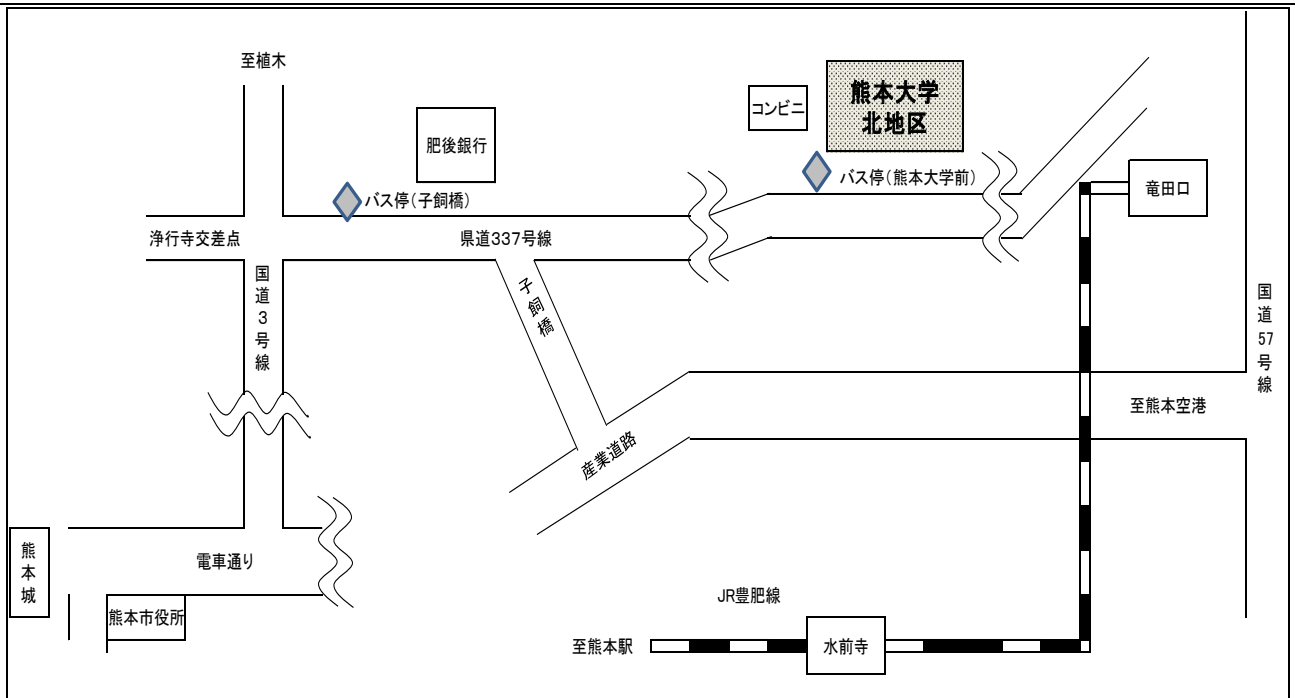 至植木
コンビニ
熊本大学
北地区
肥後銀行
バス停(熊本大学前)
竜田口
バス停(子飼橋)
浄行寺交差点
県道337号線
国道3号線
子飼橋
国道57号線
至熊本空港
産業道路
熊本城
電車通り
熊本市役所
JR豊肥線
至熊本駅
水前寺